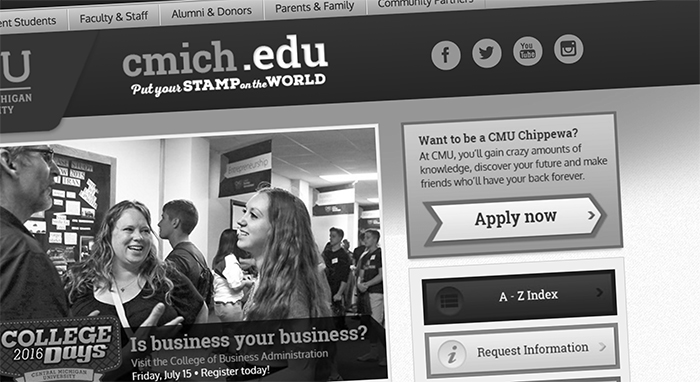 ent Students
Faculty & Staff
Alumni & Donors
Parents & Family
Community Partners
U
MICHIGAN
ITY
cmich.edu
Put your STAMP on the WORLD
You
Tube
Want to be a CMU Chippewa?
At CMU, you'll gain crazy amounts of
knowledge, discover your future and make
friends who'll have your back forever.
Apply now
Entrepreneurship
A - Z Index
Request Information
COLLEGE
2016 DAYS
CENTRAL MICHIGAN
UNIVERSITY
Is business your business?
Visit the College of Business Administration
Friday, July 15 • Register today!